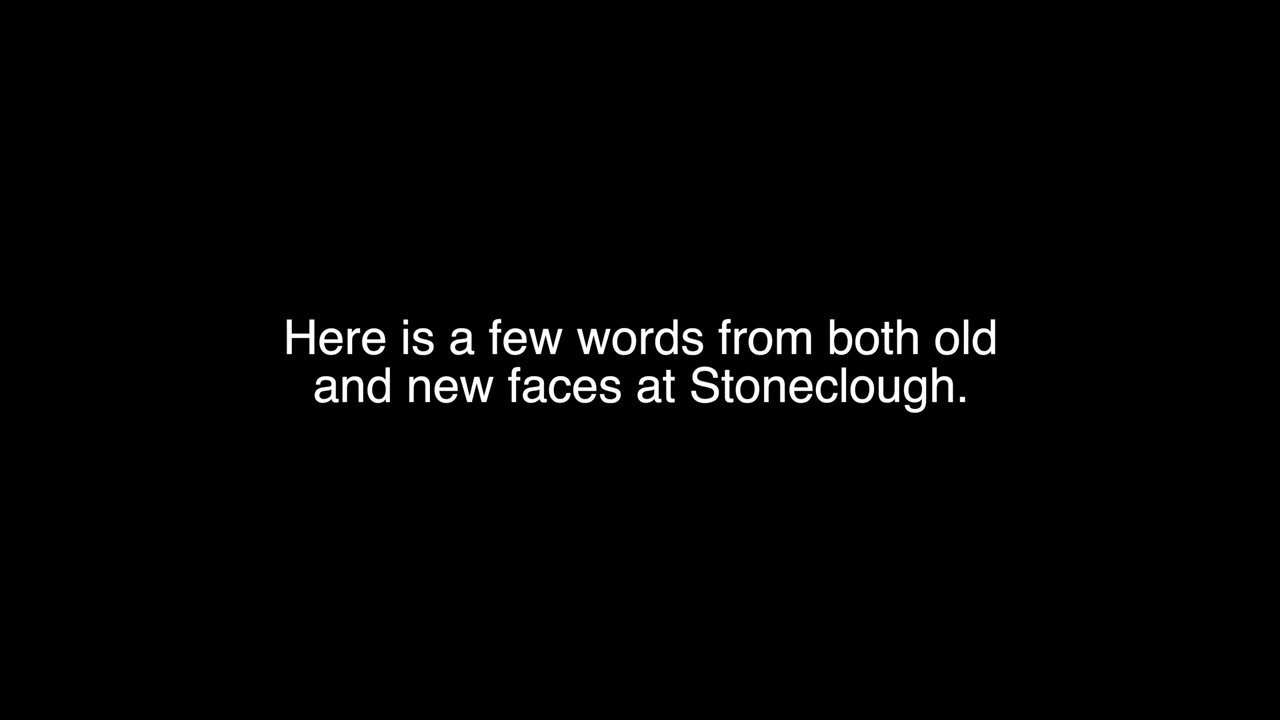 Here is a few words from both old
and new faces at Stoneclough.